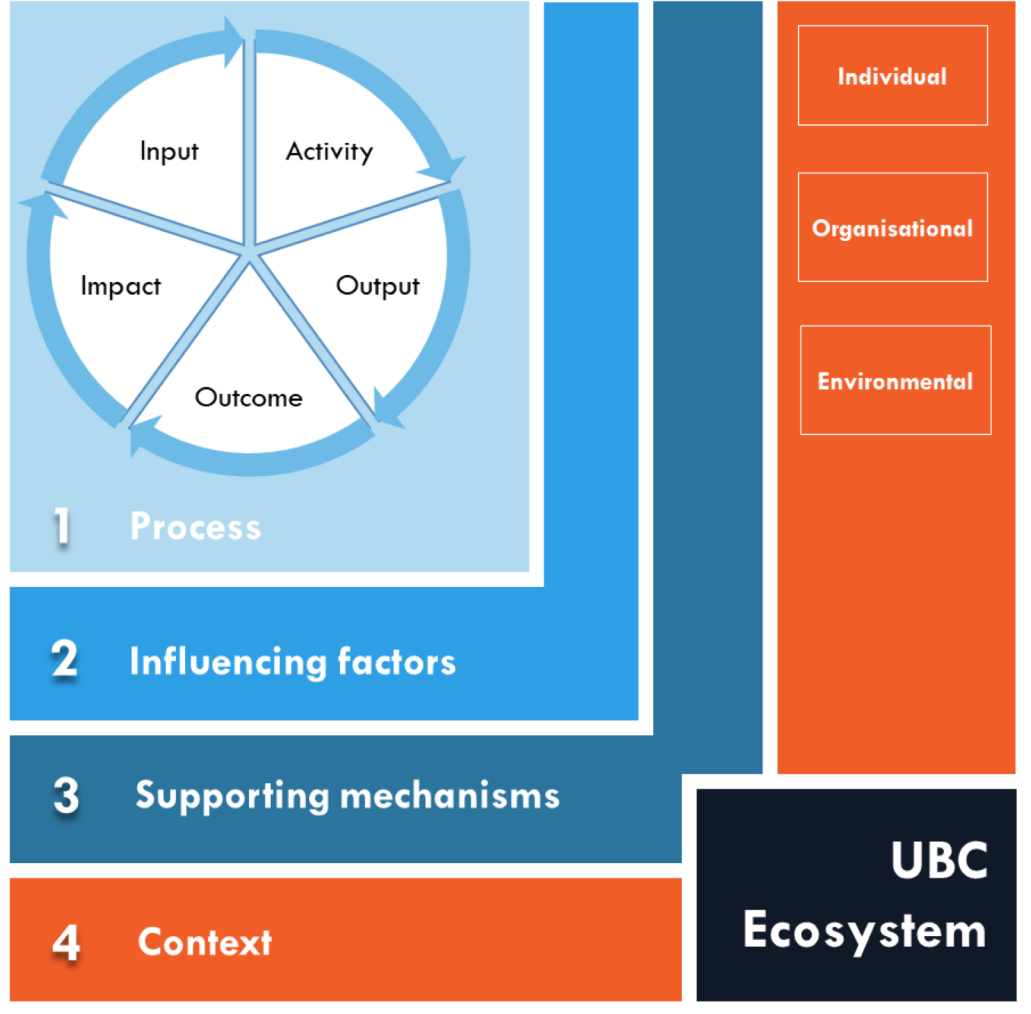 Input
Activity
Impact
Output
Outcome
1 Process
2 Influencing factors
3 Supporting mechanisms
4 Context
Individual
Organisational
Environmental
UBC
Ecosystem